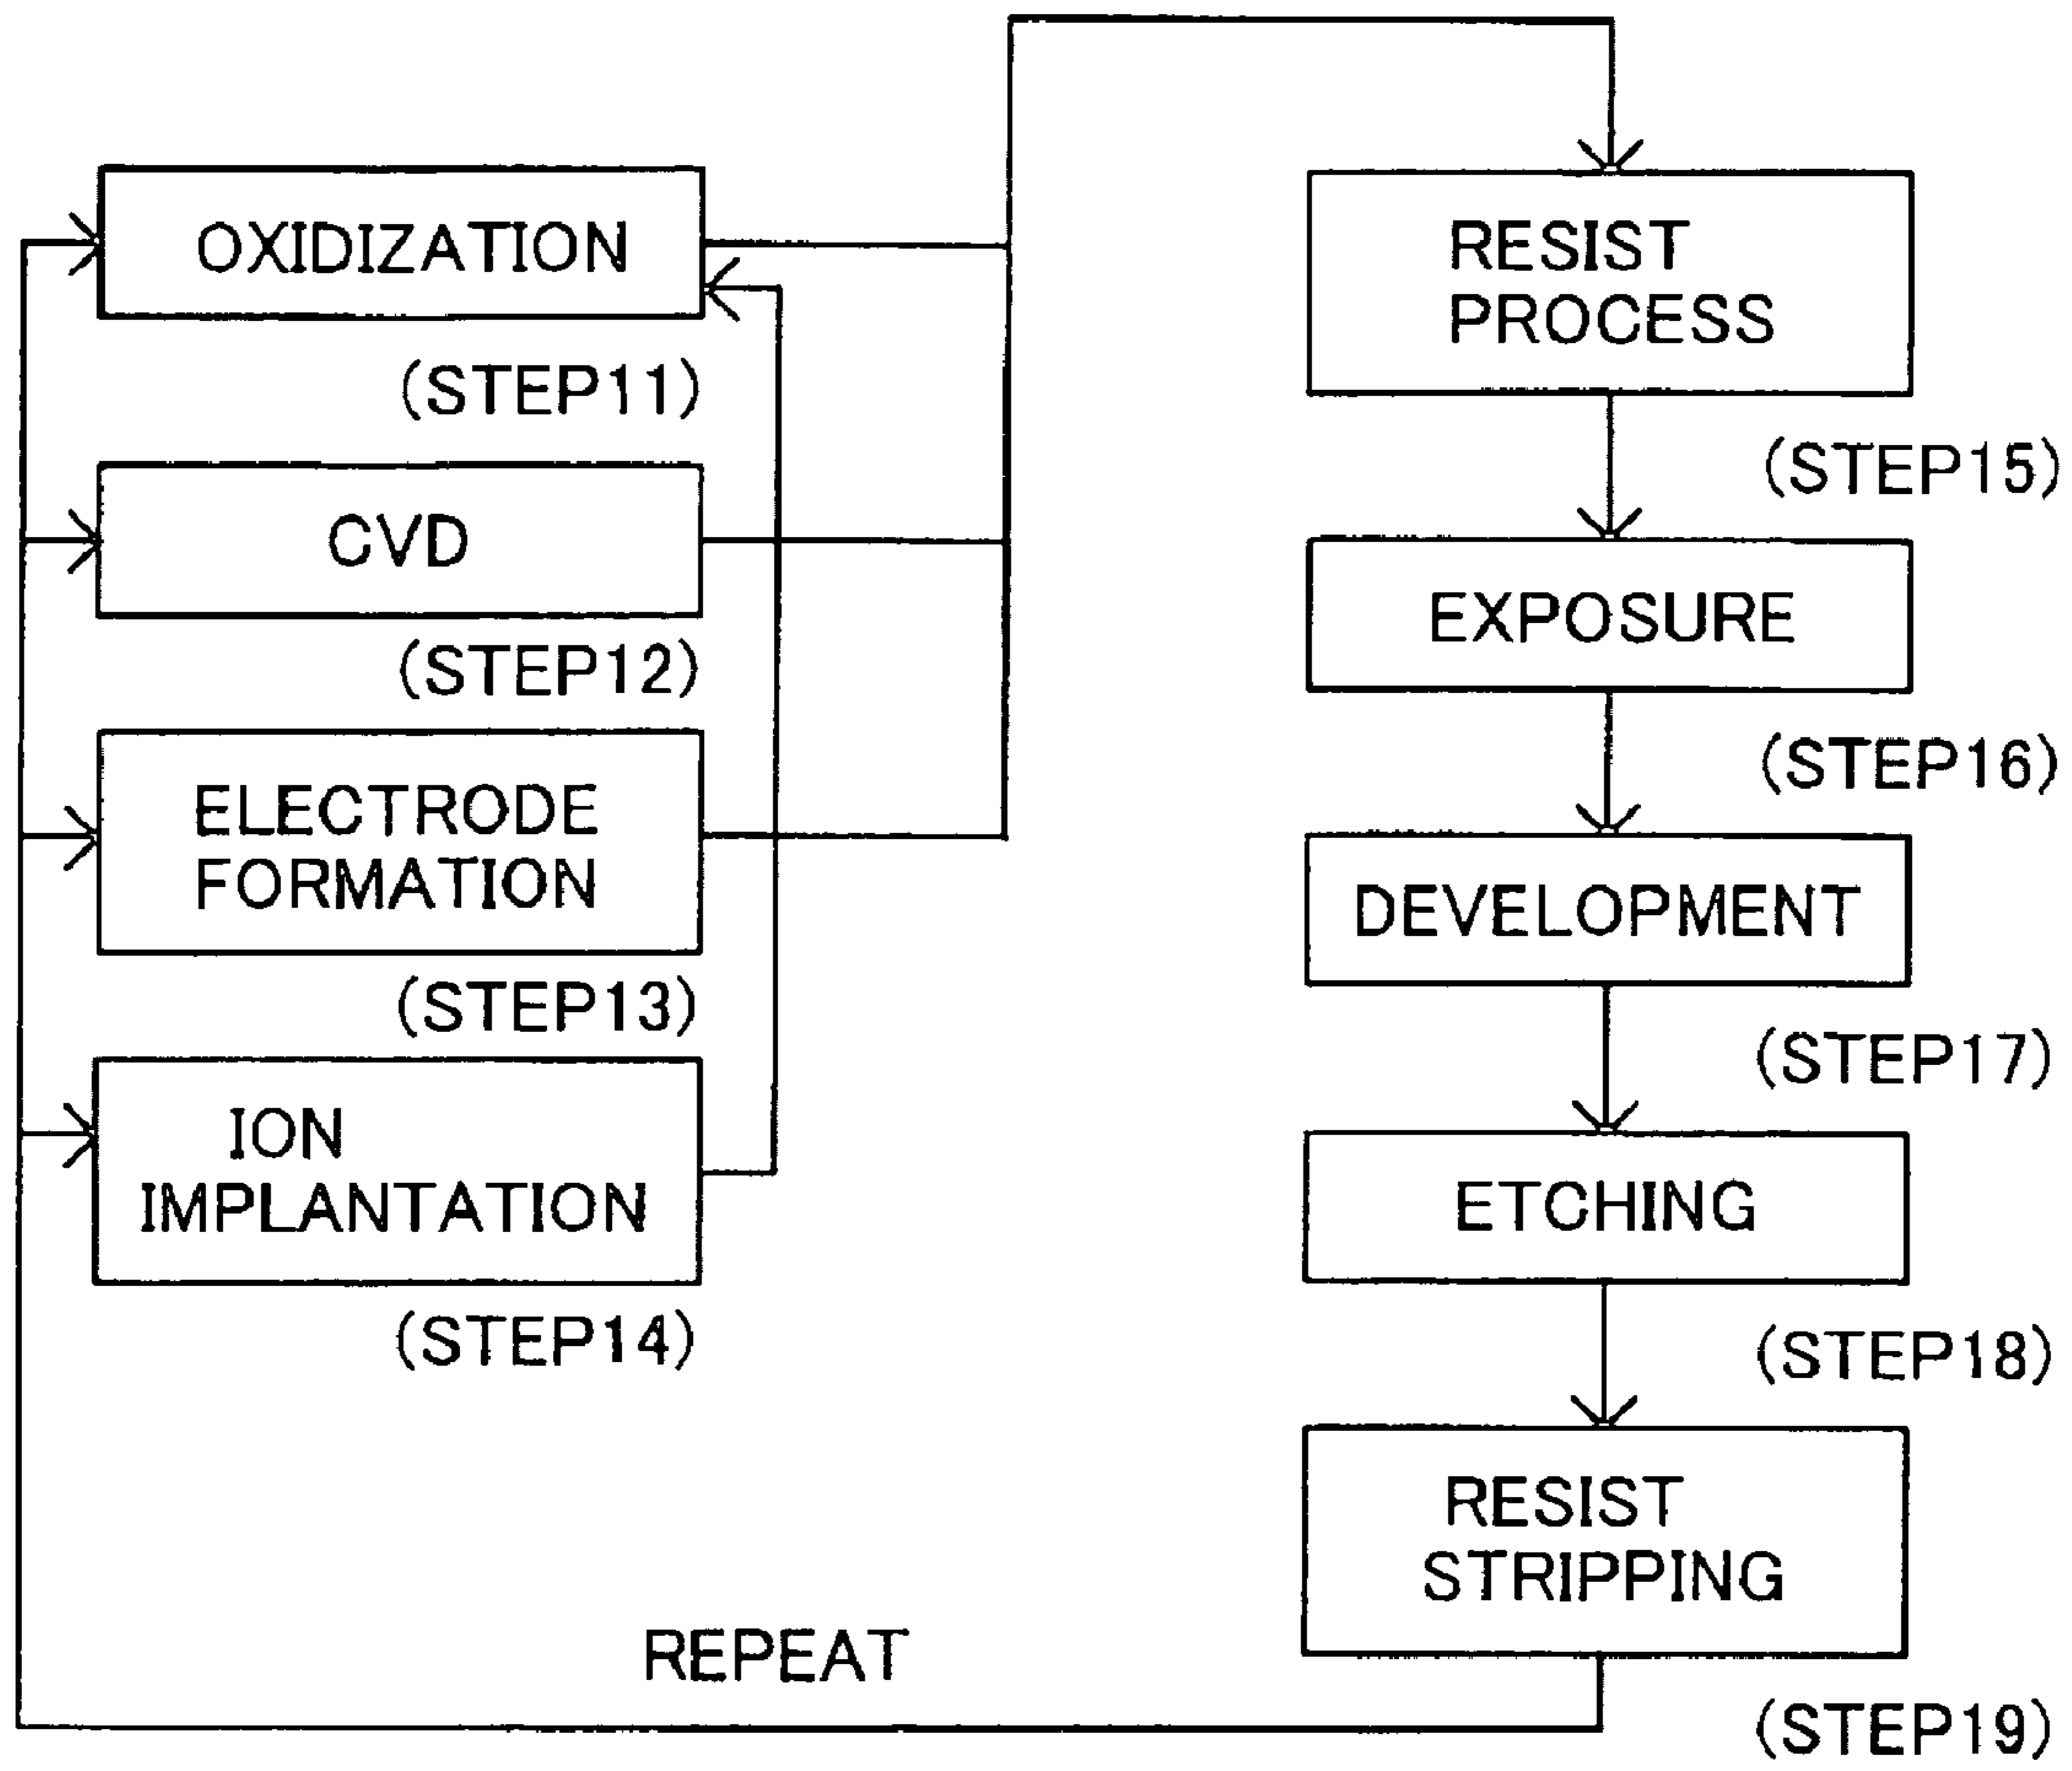 OXIDIZATION
(STEP11)
CVD
(STEP12)
ELECTRODE
FORMATION
(STEP13)
ION
IMPLANTATION
(STEP14)
RESIST
PROCESS
(STEP15)
EXPOSURE
(STEP16)
DEVELOPMENT
(STEP17)
ETCHING
(STEP18)
RESIST
STRIPPING
(STEP19)
REPEAT